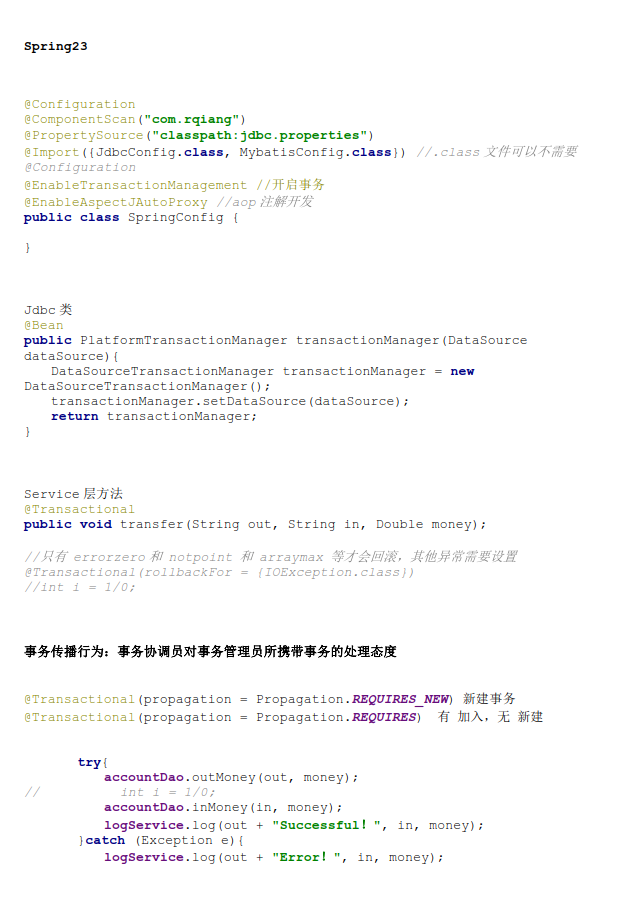 Spring23
@Configuration
@ComponentScan("com.rqiang")
@PropertySource("classpath:jdbc.properties")
@Import({JdbcConfig.class, MybatisConfig.class}) //.class 文件可以不需要
@Configuration
@EnableTransactionManagement //开启事务
@EnableAspectJAutoProxy //aop 注解开发
public class SpringConfig {
}
Jdbc 类
@Bean
public PlatformTransactionManager transactionManager(DataSource
dataSource){
DataSourceTransactionManager transactionManager = new
DataSourceTransactionManager();
transactionManager.setDataSource(dataSource);
return transactionManager;
}
Service 层方法
@Transactional
public void transfer(String out, String in, Double money);
//只有 errorzero 和 notpoint 和 arraymax 等才会回滚，其他异常需要设置
@Transactional(rollbackFor = {IOException.class})
//int i = 1/0;
事务传播行为：事务协调员对事务管理员所携带事务的处理态度
@Transactional(propagation = Propagation.REQUIRES_NEW) 新建事务
@Transactional(propagation = Propagation.REQUIRES) 有 加入，无 新建
try{
accountDao.outMoney(out, money);
// int i = 1/0;
accountDao.inMoney(in, money);
logService.log(out + "Successful！", in, money);
}catch (Exception e){
logService.log(out + "Error！", in, money);